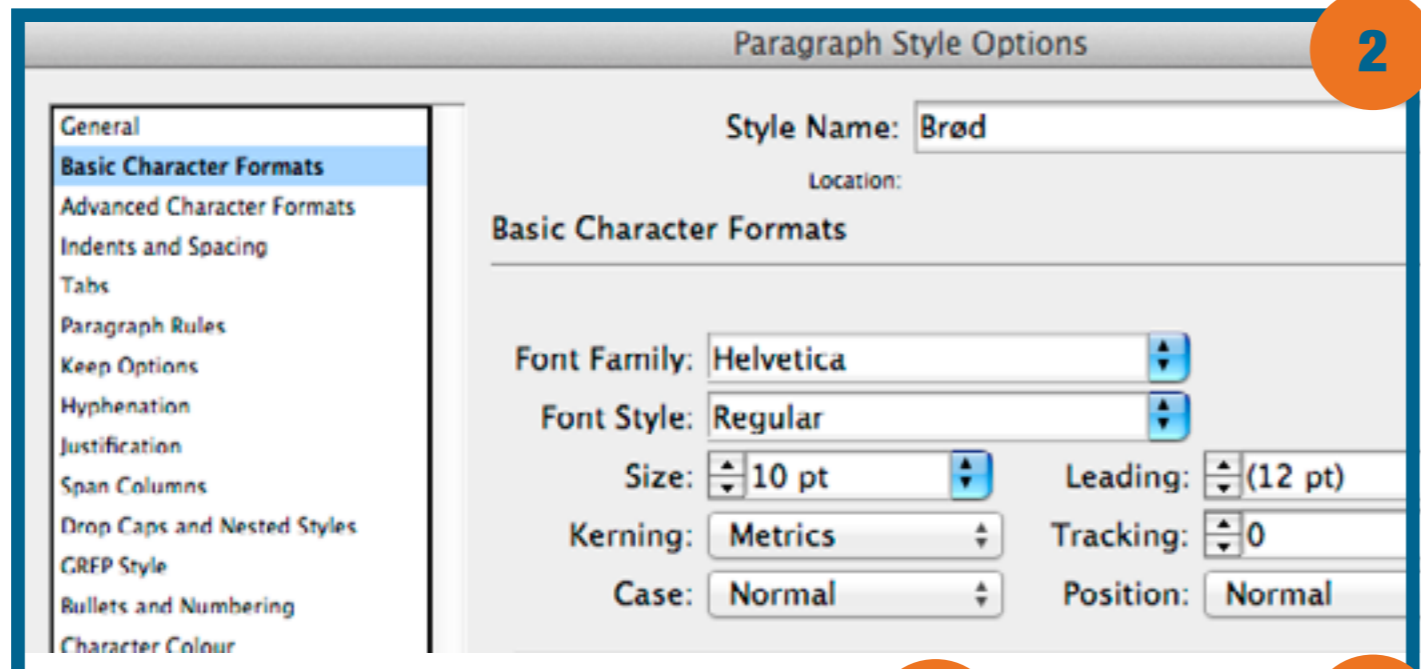 Paragraph Style Options
2
General
Basic Character Formats
Advanced Character Formats
Indents and Spacing
Tabs
Paragraph Rules
Keep Options
Hyphenation
Justification
Span Columns
Drop Caps and Nested Styles
GREP Style
Bullets and Numbering
Character Colour
Style Name: Brød
Location:
Basic Character Formats
Font Family: Helvetica
Font Style: Regular
Size: 10 pt Leading: (12 pt)
Kerning: Metrics Tracking: 0
Case: Normal Position: Normal